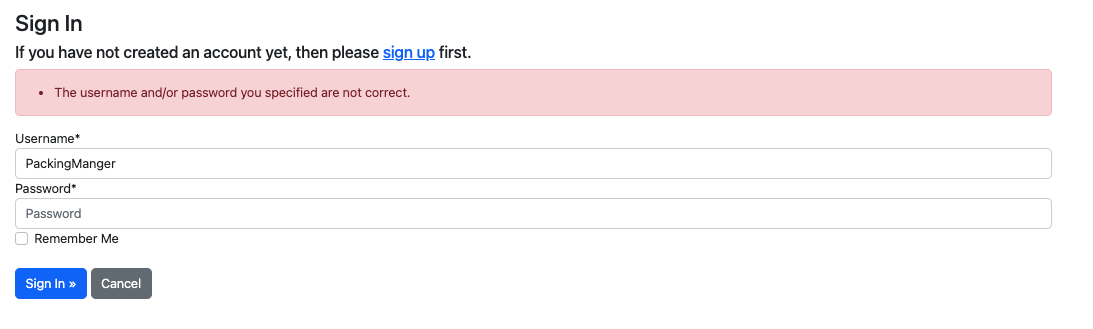 Sign In
If you have not created an account yet, then please sign up first.
• The username and/or password you specified are not correct.
Username*
PackingManger
Password*
Password
Remember Me
Sign In » Cancel